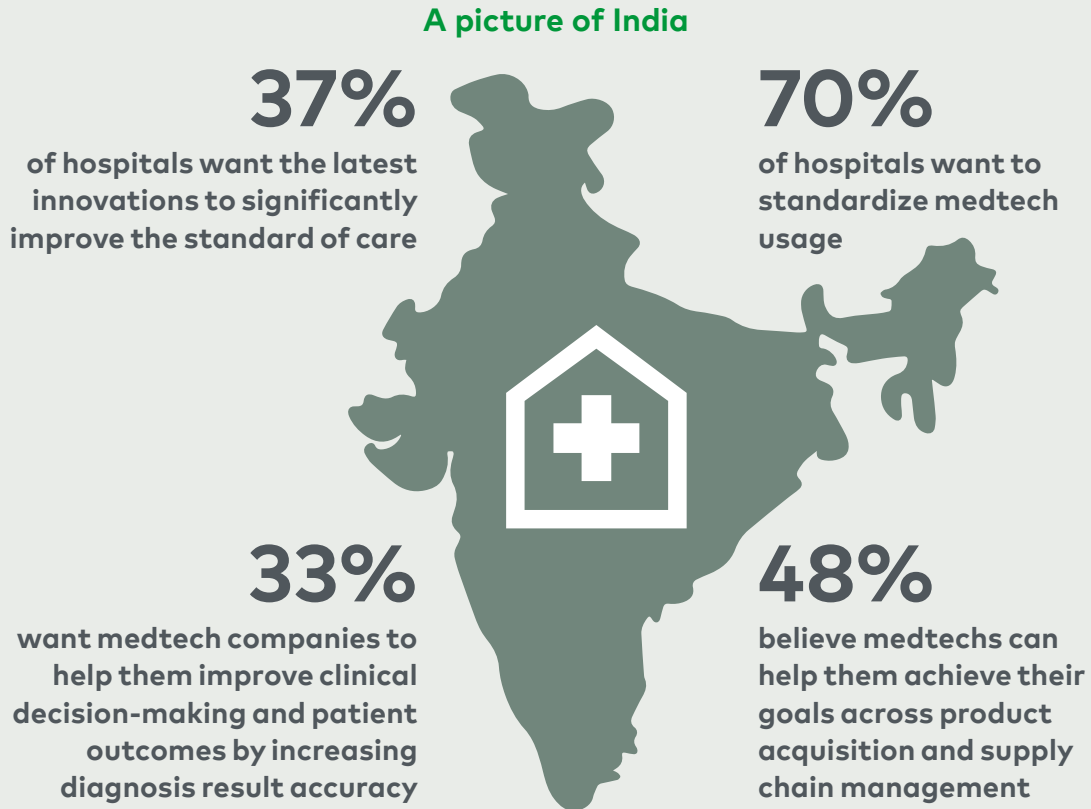 A picture of India
37%
of hospitals want the latest
innovations to significantly
improve the standard of care
70%
of hospitals want to
standardize medtech
usage
33%
want medtech companies to
help them improve clinical
decision-making and patient
outcomes by increasing
diagnosis result accuracy
48%
believe medtechs can
help them achieve their
goals across product
acquisition and supply
chain management